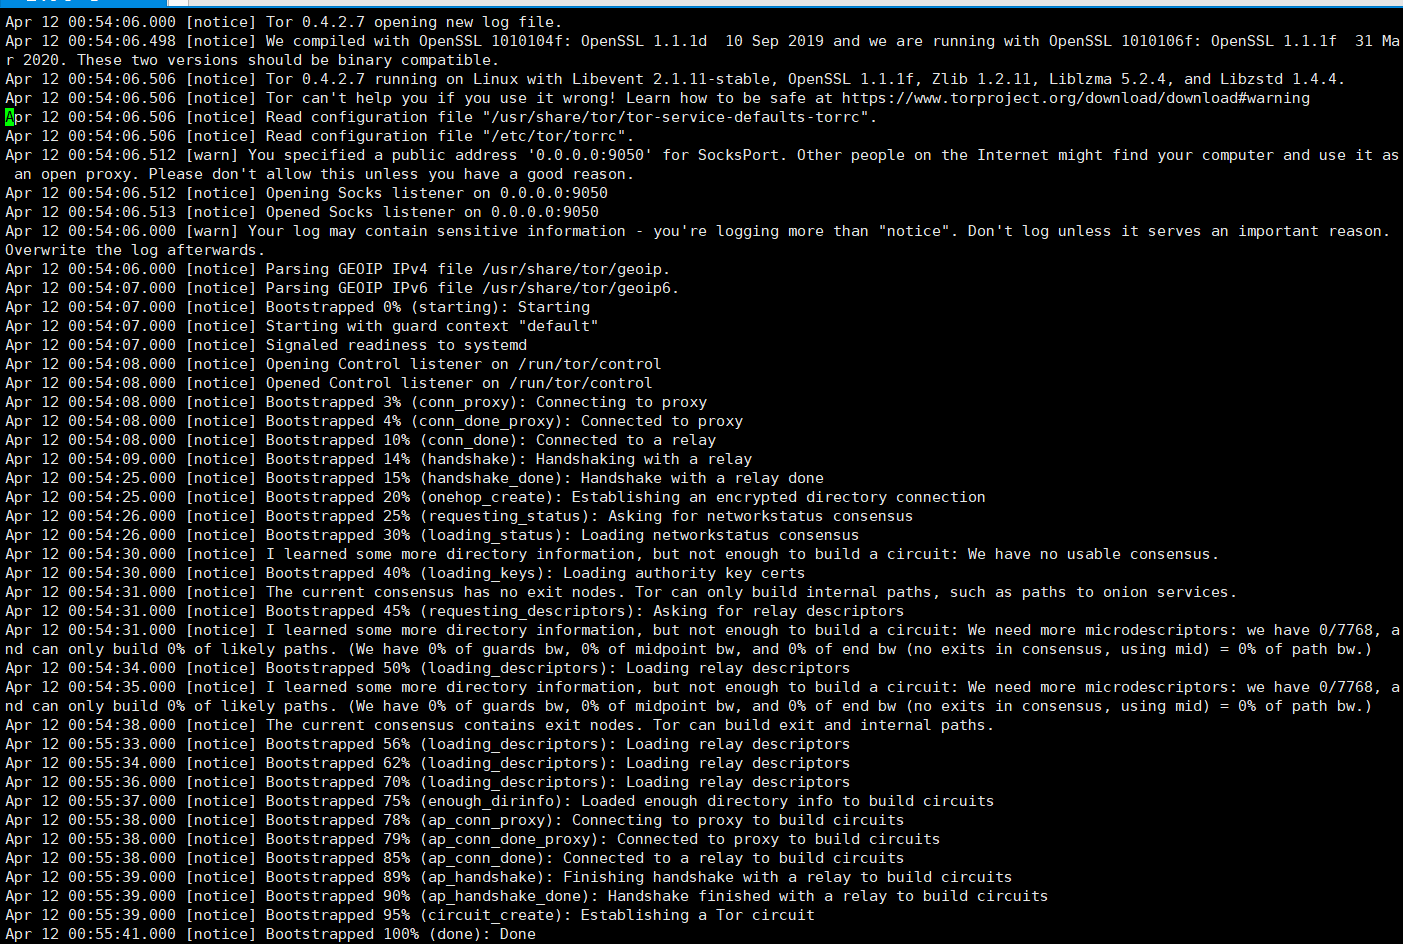 Apr 12 00:54:06.000 [notice] Tor 0.4.2.7 opening new log file.
Apr 12 00:54:06.498 [notice] We compiled with OpenSSL 1010104f: OpenSSL 1.1.1d  10 Sep 2019 and we are running with OpenSSL 1010106f: OpenSSL 1.1.1f  31 Ma
r 2020. These two versions should be binary compatible.
Apr 12 00:54:06.506 [notice] Tor 0.4.2.7 running on Linux with Libevent 2.1.11-stable, OpenSSL 1.1.1f, Zlib 1.2.11, Liblzma 5.2.4, and Libzstd 1.4.4.
Apr 12 00:54:06.506 [notice] Tor can't help you if you use it wrong! Learn how to be safe at https://www.torproject.org/download/download#warning
Apr 12 00:54:06.506 [notice] Read configuration file "/usr/share/tor/tor-service-defaults-torrc".
Apr 12 00:54:06.506 [notice] Read configuration file "/etc/tor/torrc".
Apr 12 00:54:06.512 [warn] You specified a public address '0.0.0.0:9050' for SocksPort. Other people on the Internet might find your computer and use it as
 an open proxy. Please don't allow this unless you have a good reason.
Apr 12 00:54:06.512 [notice] Opening Socks listener on 0.0.0.0:9050
Apr 12 00:54:06.513 [notice] Opened Socks listener on 0.0.0.0:9050
Apr 12 00:54:06.000 [warn] Your log may contain sensitive information - you're logging more than "notice". Don't log unless it serves an important reason.
Overwrite the log afterwards.
Apr 12 00:54:06.000 [notice] Parsing GEOIP IPv4 file /usr/share/tor/geoip.
Apr 12 00:54:07.000 [notice] Parsing GEOIP IPv6 file /usr/share/tor/geoip6.
Apr 12 00:54:07.000 [notice] Bootstrapped 0% (starting): Starting
Apr 12 00:54:07.000 [notice] Starting with guard context "default"
Apr 12 00:54:07.000 [notice] Signaled readiness to systemd
Apr 12 00:54:08.000 [notice] Opening Control listener on /run/tor/control
Apr 12 00:54:08.000 [notice] Opened Control listener on /run/tor/control
Apr 12 00:54:08.000 [notice] Bootstrapped 3% (conn_proxy): Connecting to proxy
Apr 12 00:54:08.000 [notice] Bootstrapped 4% (conn_done_proxy): Connected to proxy
Apr 12 00:54:08.000 [notice] Bootstrapped 10% (conn_done): Connected to a relay
Apr 12 00:54:09.000 [notice] Bootstrapped 14% (handshake): Handshaking with a relay
Apr 12 00:54:25.000 [notice] Bootstrapped 15% (handshake_done): Handshake with a relay done
Apr 12 00:54:25.000 [notice] Bootstrapped 20% (onehop_create): Establishing an encrypted directory connection
Apr 12 00:54:26.000 [notice] Bootstrapped 25% (requesting_status): Asking for networkstatus consensus
Apr 12 00:54:26.000 [notice] Bootstrapped 30% (loading_status): Loading networkstatus consensus
Apr 12 00:54:30.000 [notice] I learned some more directory information, but not enough to build a circuit: We have no usable consensus.
Apr 12 00:54:30.000 [notice] Bootstrapped 40% (loading_keys): Loading authority key certs
Apr 12 00:54:31.000 [notice] The current consensus has no exit nodes. Tor can only build internal paths, such as paths to onion services.
Apr 12 00:54:31.000 [notice] Bootstrapped 45% (requesting_descriptors): Asking for relay descriptors
Apr 12 00:54:31.000 [notice] I learned some more directory information, but not enough to build a circuit: We need more microdescriptors: we have 0/7768, a
nd can only build 0% of likely paths. (We have 0% of guards bw, 0% of midpoint bw, and 0% of end bw (no exits in consensus, using mid) = 0% of path bw.)
Apr 12 00:54:34.000 [notice] Bootstrapped 50% (loading_descriptors): Loading relay descriptors
Apr 12 00:54:35.000 [notice] I learned some more directory information, but not enough to build a circuit: We need more microdescriptors: we have 0/7768, a
nd can only build 0% of likely paths. (We have 0% of guards bw, 0% of midpoint bw, and 0% of end bw (no exits in consensus, using mid) = 0% of path bw.)
Apr 12 00:54:38.000 [notice] The current consensus contains exit nodes. Tor can build exit and internal paths.
Apr 12 00:55:33.000 [notice] Bootstrapped 56% (loading_descriptors): Loading relay descriptors
Apr 12 00:55:34.000 [notice] Bootstrapped 62% (loading_descriptors): Loading relay descriptors
Apr 12 00:55:36.000 [notice] Bootstrapped 70% (loading_descriptors): Loading relay descriptors
Apr 12 00:55:37.000 [notice] Bootstrapped 75% (enough_dirinfo): Loaded enough directory info to build circuits
Apr 12 00:55:38.000 [notice] Bootstrapped 78% (ap_conn_proxy): Connecting to proxy to build circuits
Apr 12 00:55:38.000 [notice] Bootstrapped 79% (ap_conn_done_proxy): Connected to proxy to build circuits
Apr 12 00:55:38.000 [notice] Bootstrapped 85% (ap_conn_done): Connected to a relay to build circuits
Apr 12 00:55:39.000 [notice] Bootstrapped 89% (ap_handshake): Finishing handshake with a relay to build circuits
Apr 12 00:55:39.000 [notice] Bootstrapped 90% (ap_handshake_done): Handshake finished with a relay to build circuits
Apr 12 00:55:39.000 [notice] Bootstrapped 95% (circuit_create): Establishing a Tor circuit
Apr 12 00:55:41.000 [notice] Bootstrapped 100% (done): Done